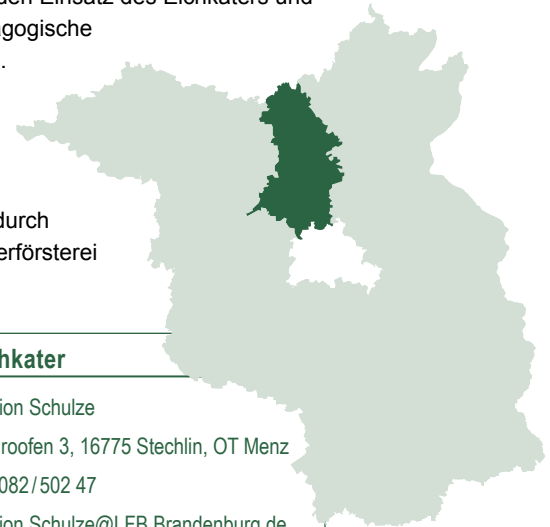 den Einsatz des Eichkaters und
agogische
.
durch
erförsterei
hkater
ion Schulze
roofen 3, 16775 Stechlin, OT Menz
082/502 47
ion.Schulze@LFB.Brandenburg.de